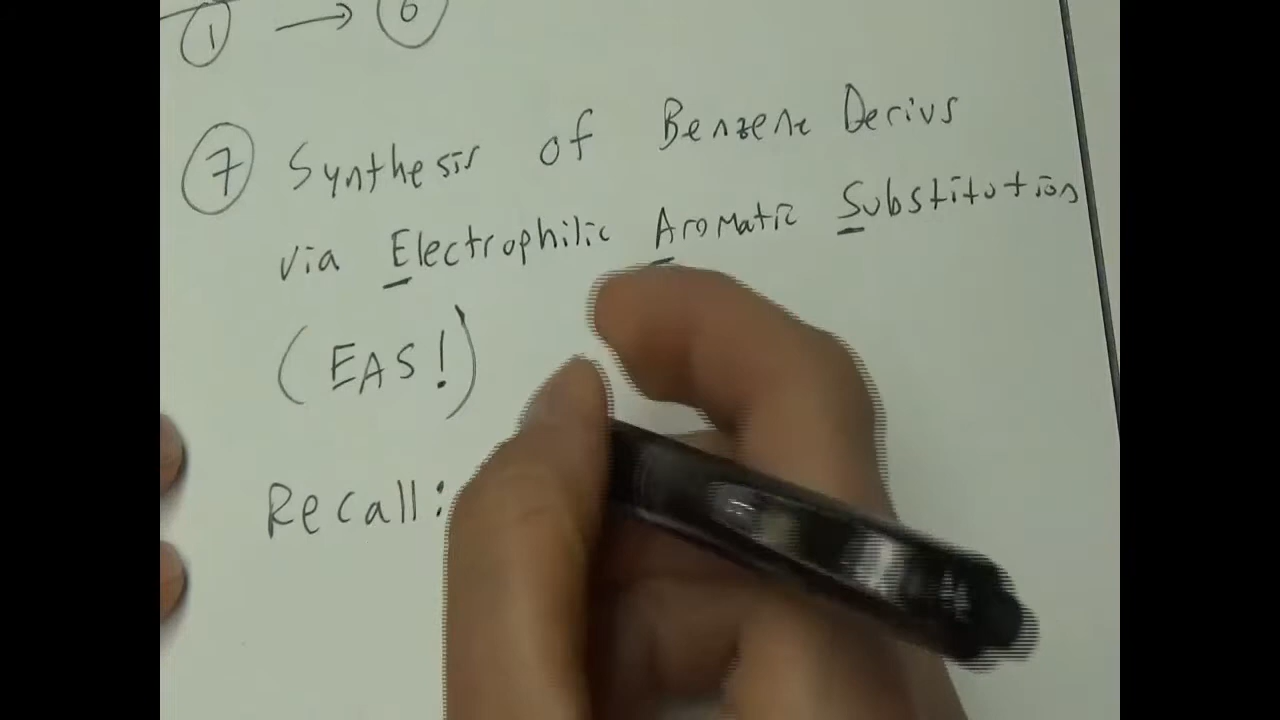 1 → 6
7 Synthesis of Benzene Derivs
via Electrophilic Aromatic Substitution
(EAS!)
Recall: